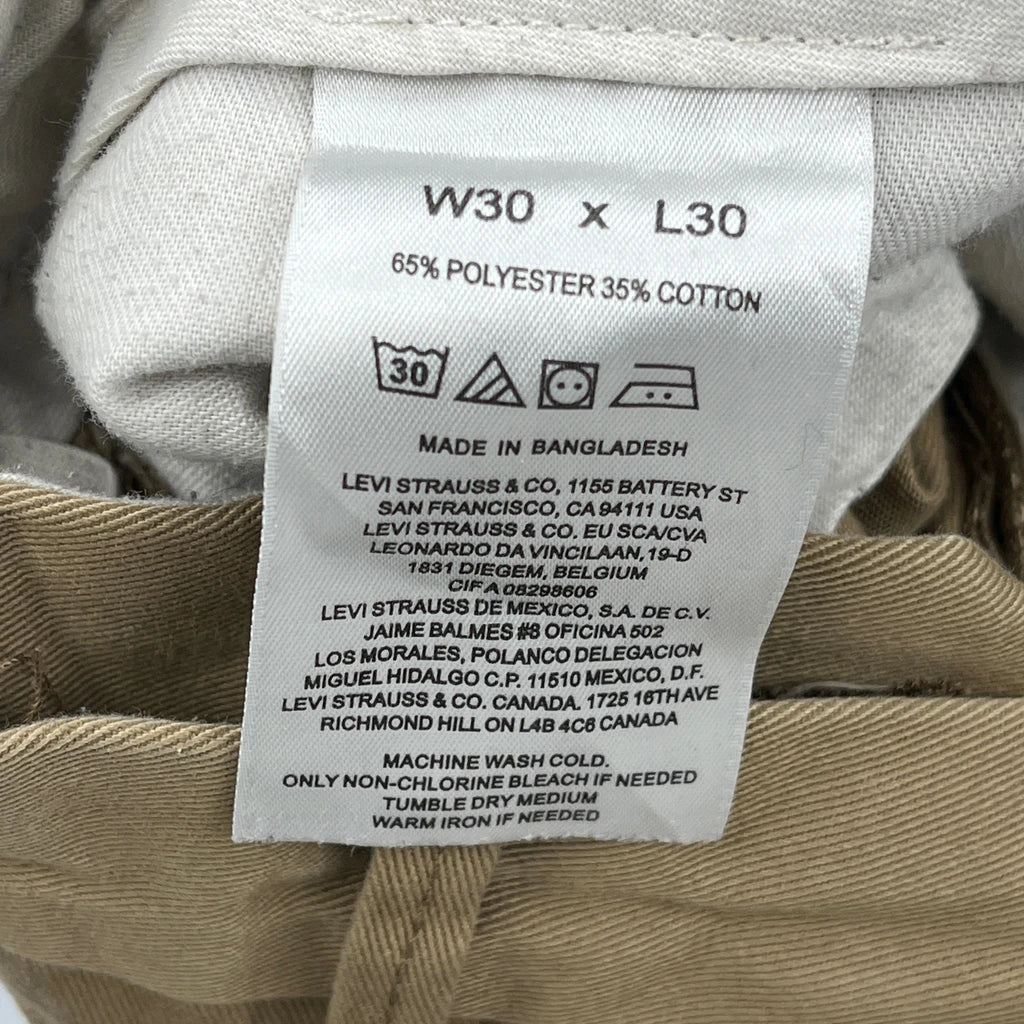 W30 x L30
65% POLYESTER 35% COTTON
30
MADE IN BANGLADESH
LEVI STRAUSS & CO, 1155 BATTERY ST
SAN FRANCISCO, CA 94111 USA
LEVI STRAUSS & CO. EU SCA/CVA
LEONARDO DA VINCILAAN, 19-D
1831 DIEGEM, BELGIUM
CIF A 08298606
LEVI STRAUSS DE MEXICO, S.A. DE C.V.
JAIME BALMES #8 OFICINA 502
LOS MORALES, POLANCO DELEGACION
MIGUEL HIDALGO C.P. 11510 MEXICO, D.F.
LEVI STRAUSS & CO. CANADA. 1725 16TH AVE
RICHMOND HILL ON L4B 4C6 CANADA
MACHINE WASH COLD.
ONLY NON-CHLORINE BLEACH IF NEEDED
TUMBLE DRY MEDIUM
WARM IRON IF NEEDED